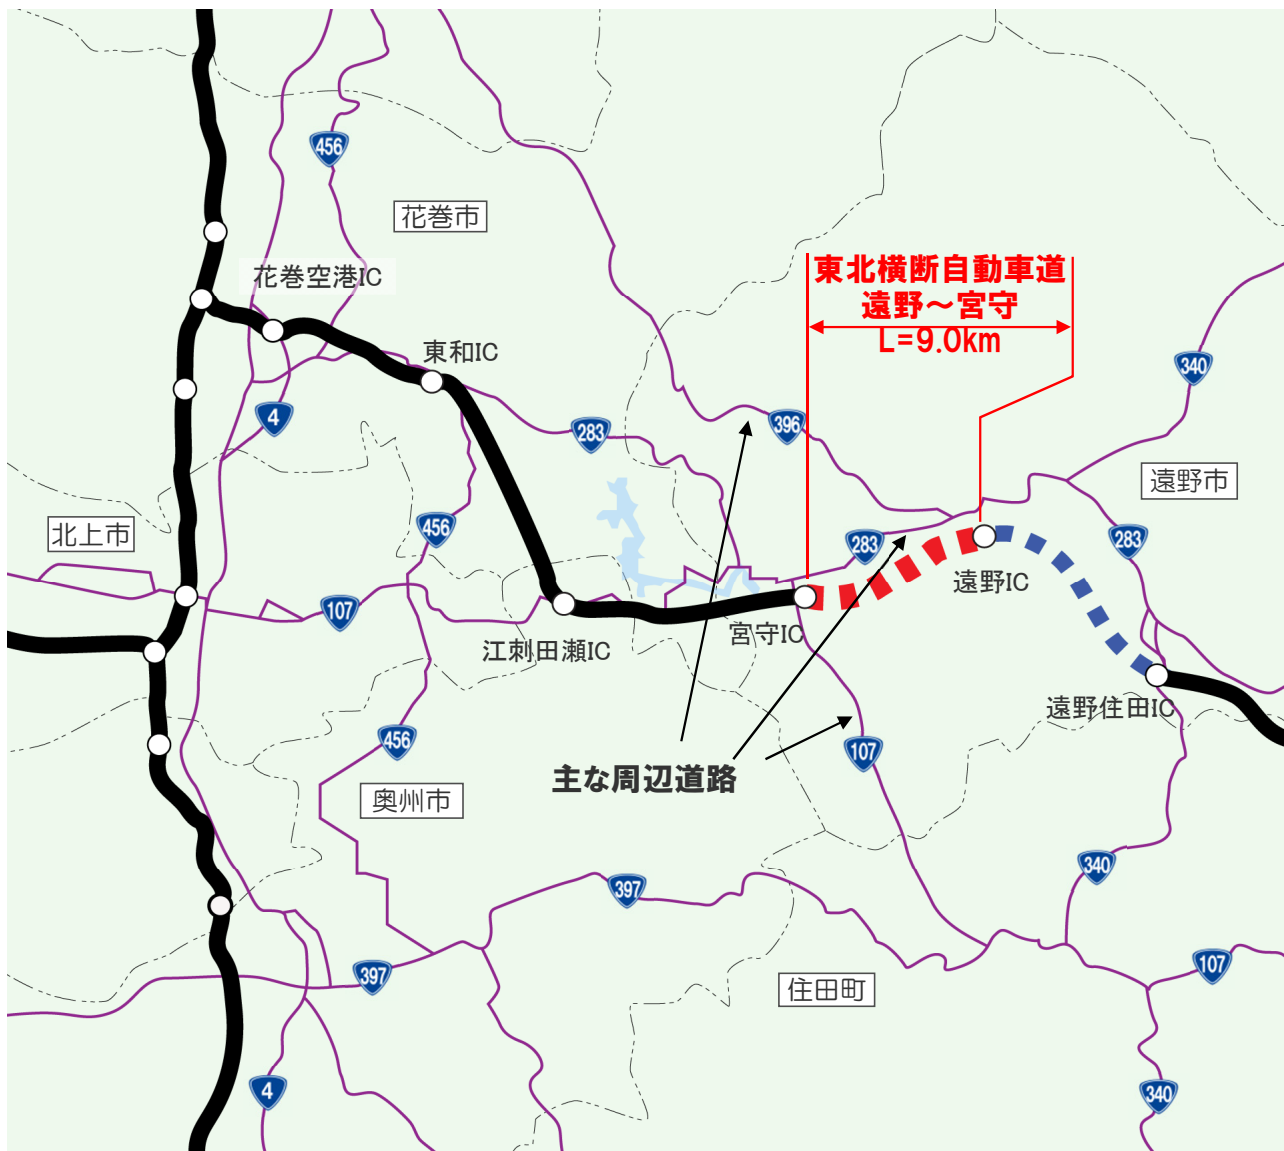 456
花巻市
東北横断自動車道
遠野～宮守
L=9.0km
花巻空港IC
東和IC
340
4
283
396
遠野市
北上市
456
283
283
遠野IC
107
江刺田瀬IC
宮守IC
遠野住田IC
456
107
主な周辺道路
奥州市
340
397
397
住田町
107
4
340